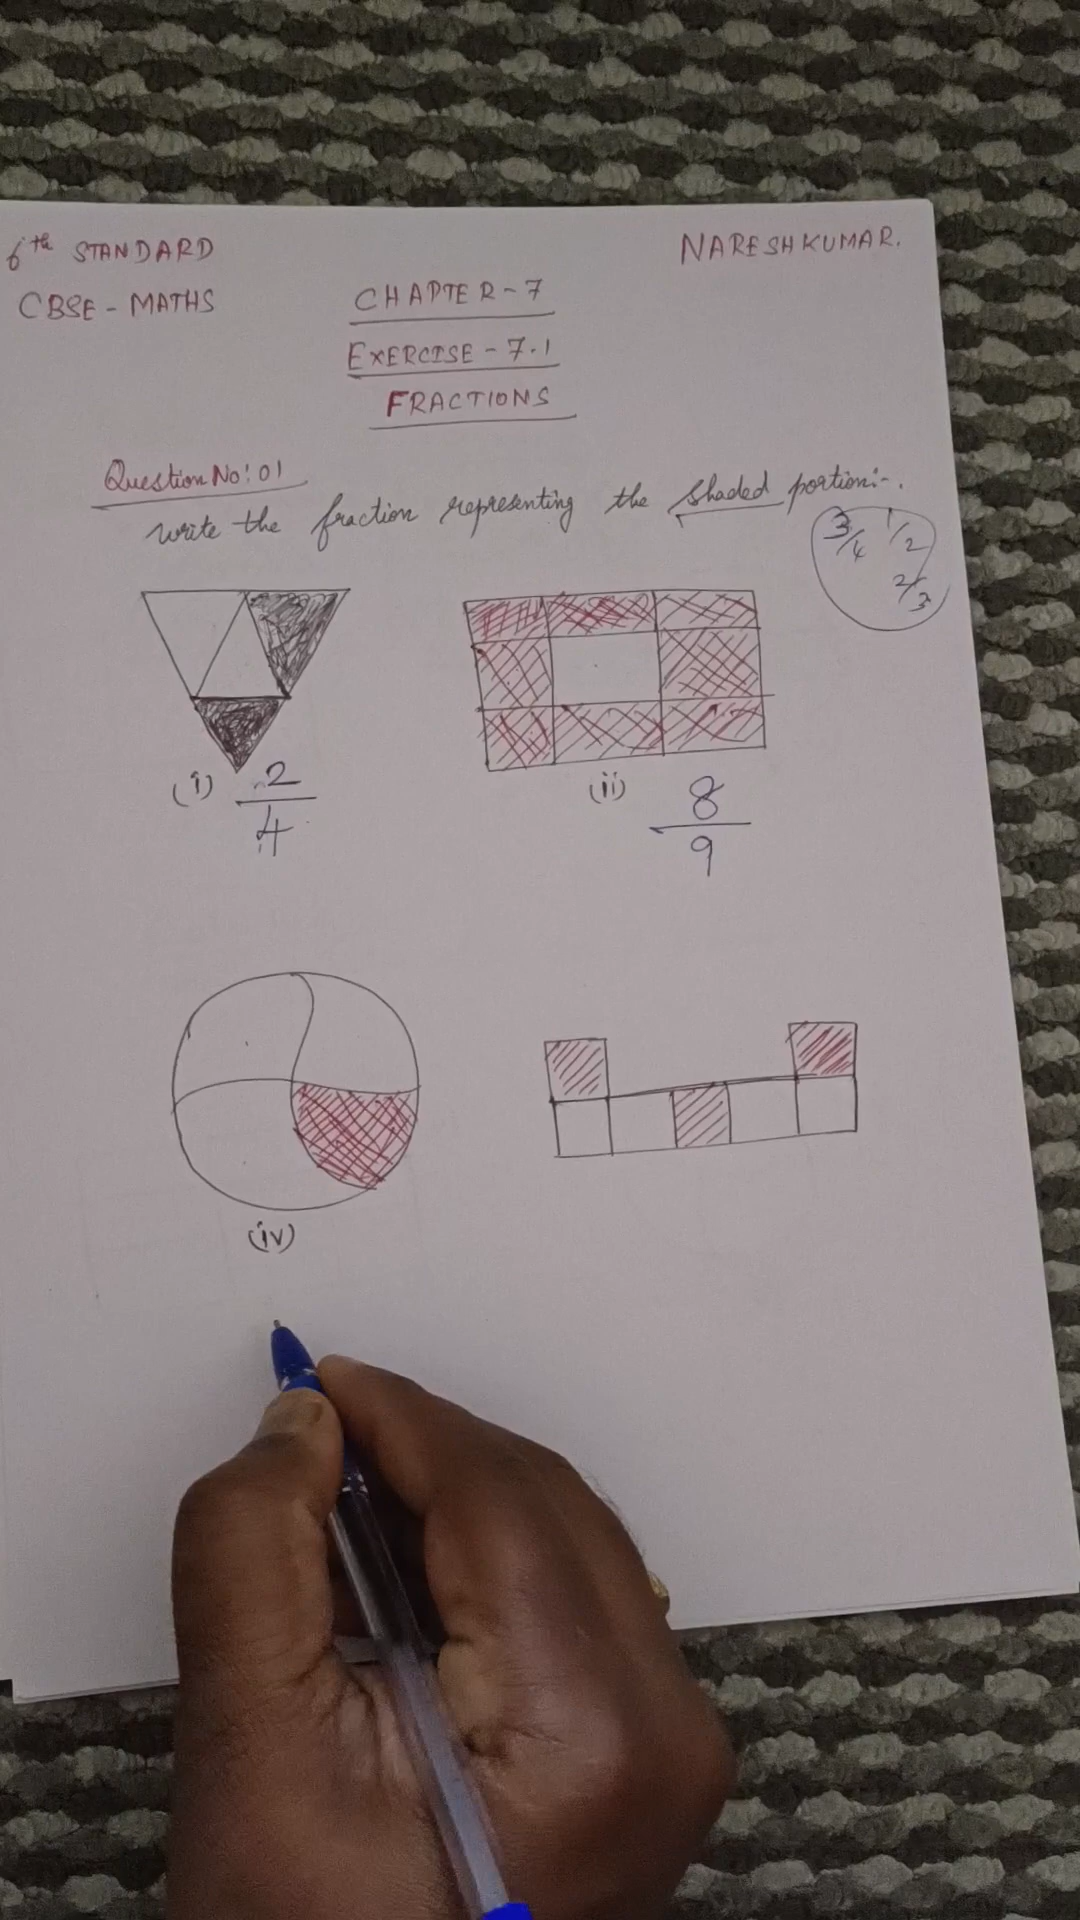 6th STANDARD
NARESHKUMAR.
CBSE - MATHS
CHAPTER - 7
EXERCISE - 7.1
FRACTIONS
Question No: 01
write the fraction representing the shaded portion:-.
3/4 1/2
2/3
(i) 2/4
(ii) 8/9
(iv)